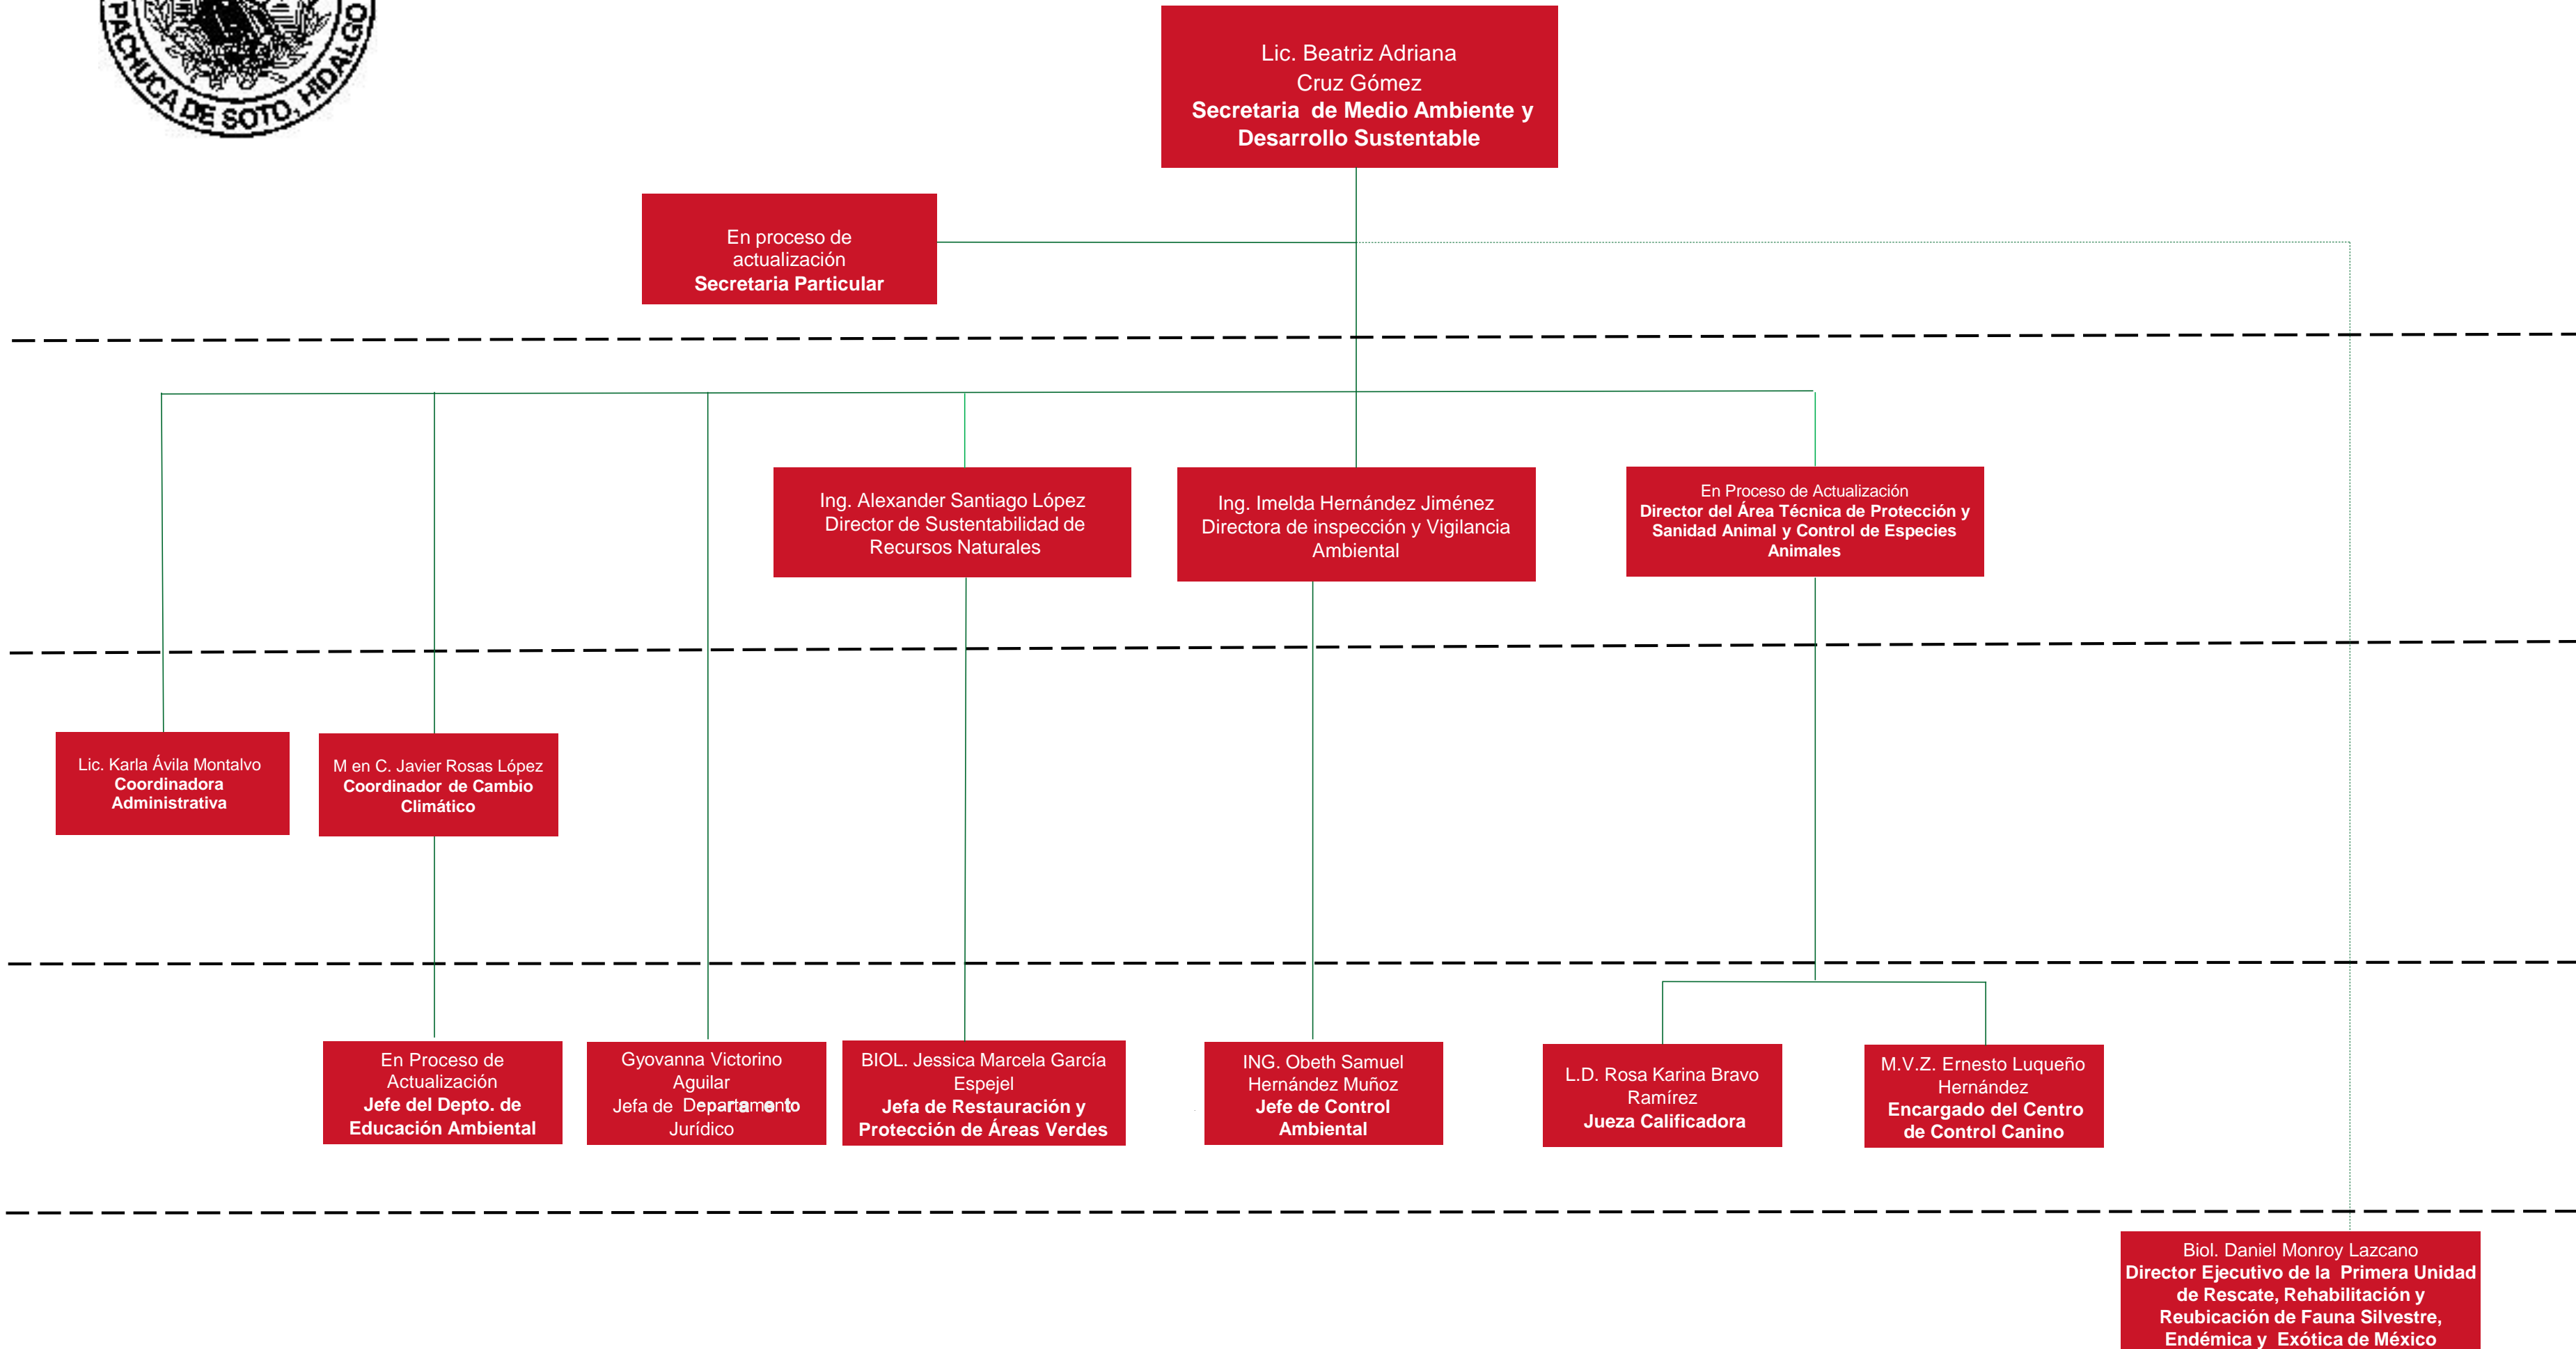 PACHUCA DE SOTO, HIDALGO
Lic. Beatriz Adriana
Cruz Gómez
Secretaria de Medio Ambiente y
Desarrollo Sustentable
En proceso de
actualización
Secretaria Particular
Ing. Alexander Santiago López
Director de Sustentabilidad de
Recursos Naturales
Ing. Imelda Hernández Jiménez
Directora de inspección y Vigilancia
Ambiental
En Proceso de Actualización
Director del Área Técnica de Protección y
Sanidad Animal y Control de Especies
Animales
Lic. Karla Ávila Montalvo
Coordinadora
Administrativa
M en C. Javier Rosas López
Coordinador de Cambio
Climático
En Proceso de
Actualización
Jefe del Depto. de
Educación Ambiental
Gyovanna Victorino
Aguilar
Jefa de Departamento
Jurídico
BIOL. Jessica Marcela García
Espejel
Jefa de Restauración y
Protección de Áreas Verdes
ING. Obeth Samuel
Hernández Muñoz
Jefe de Control
Ambiental
L.D. Rosa Karina Bravo
Ramírez
Jueza Calificadora
M.V.Z. Ernesto Luqueño
Hernández
Encargado del Centro
de Control Canino
Biol. Daniel Monroy Lazcano
Director Ejecutivo de la Primera Unidad
de Rescate, Rehabilitación y
Reubicación de Fauna Silvestre,
Endémica y Exótica de México